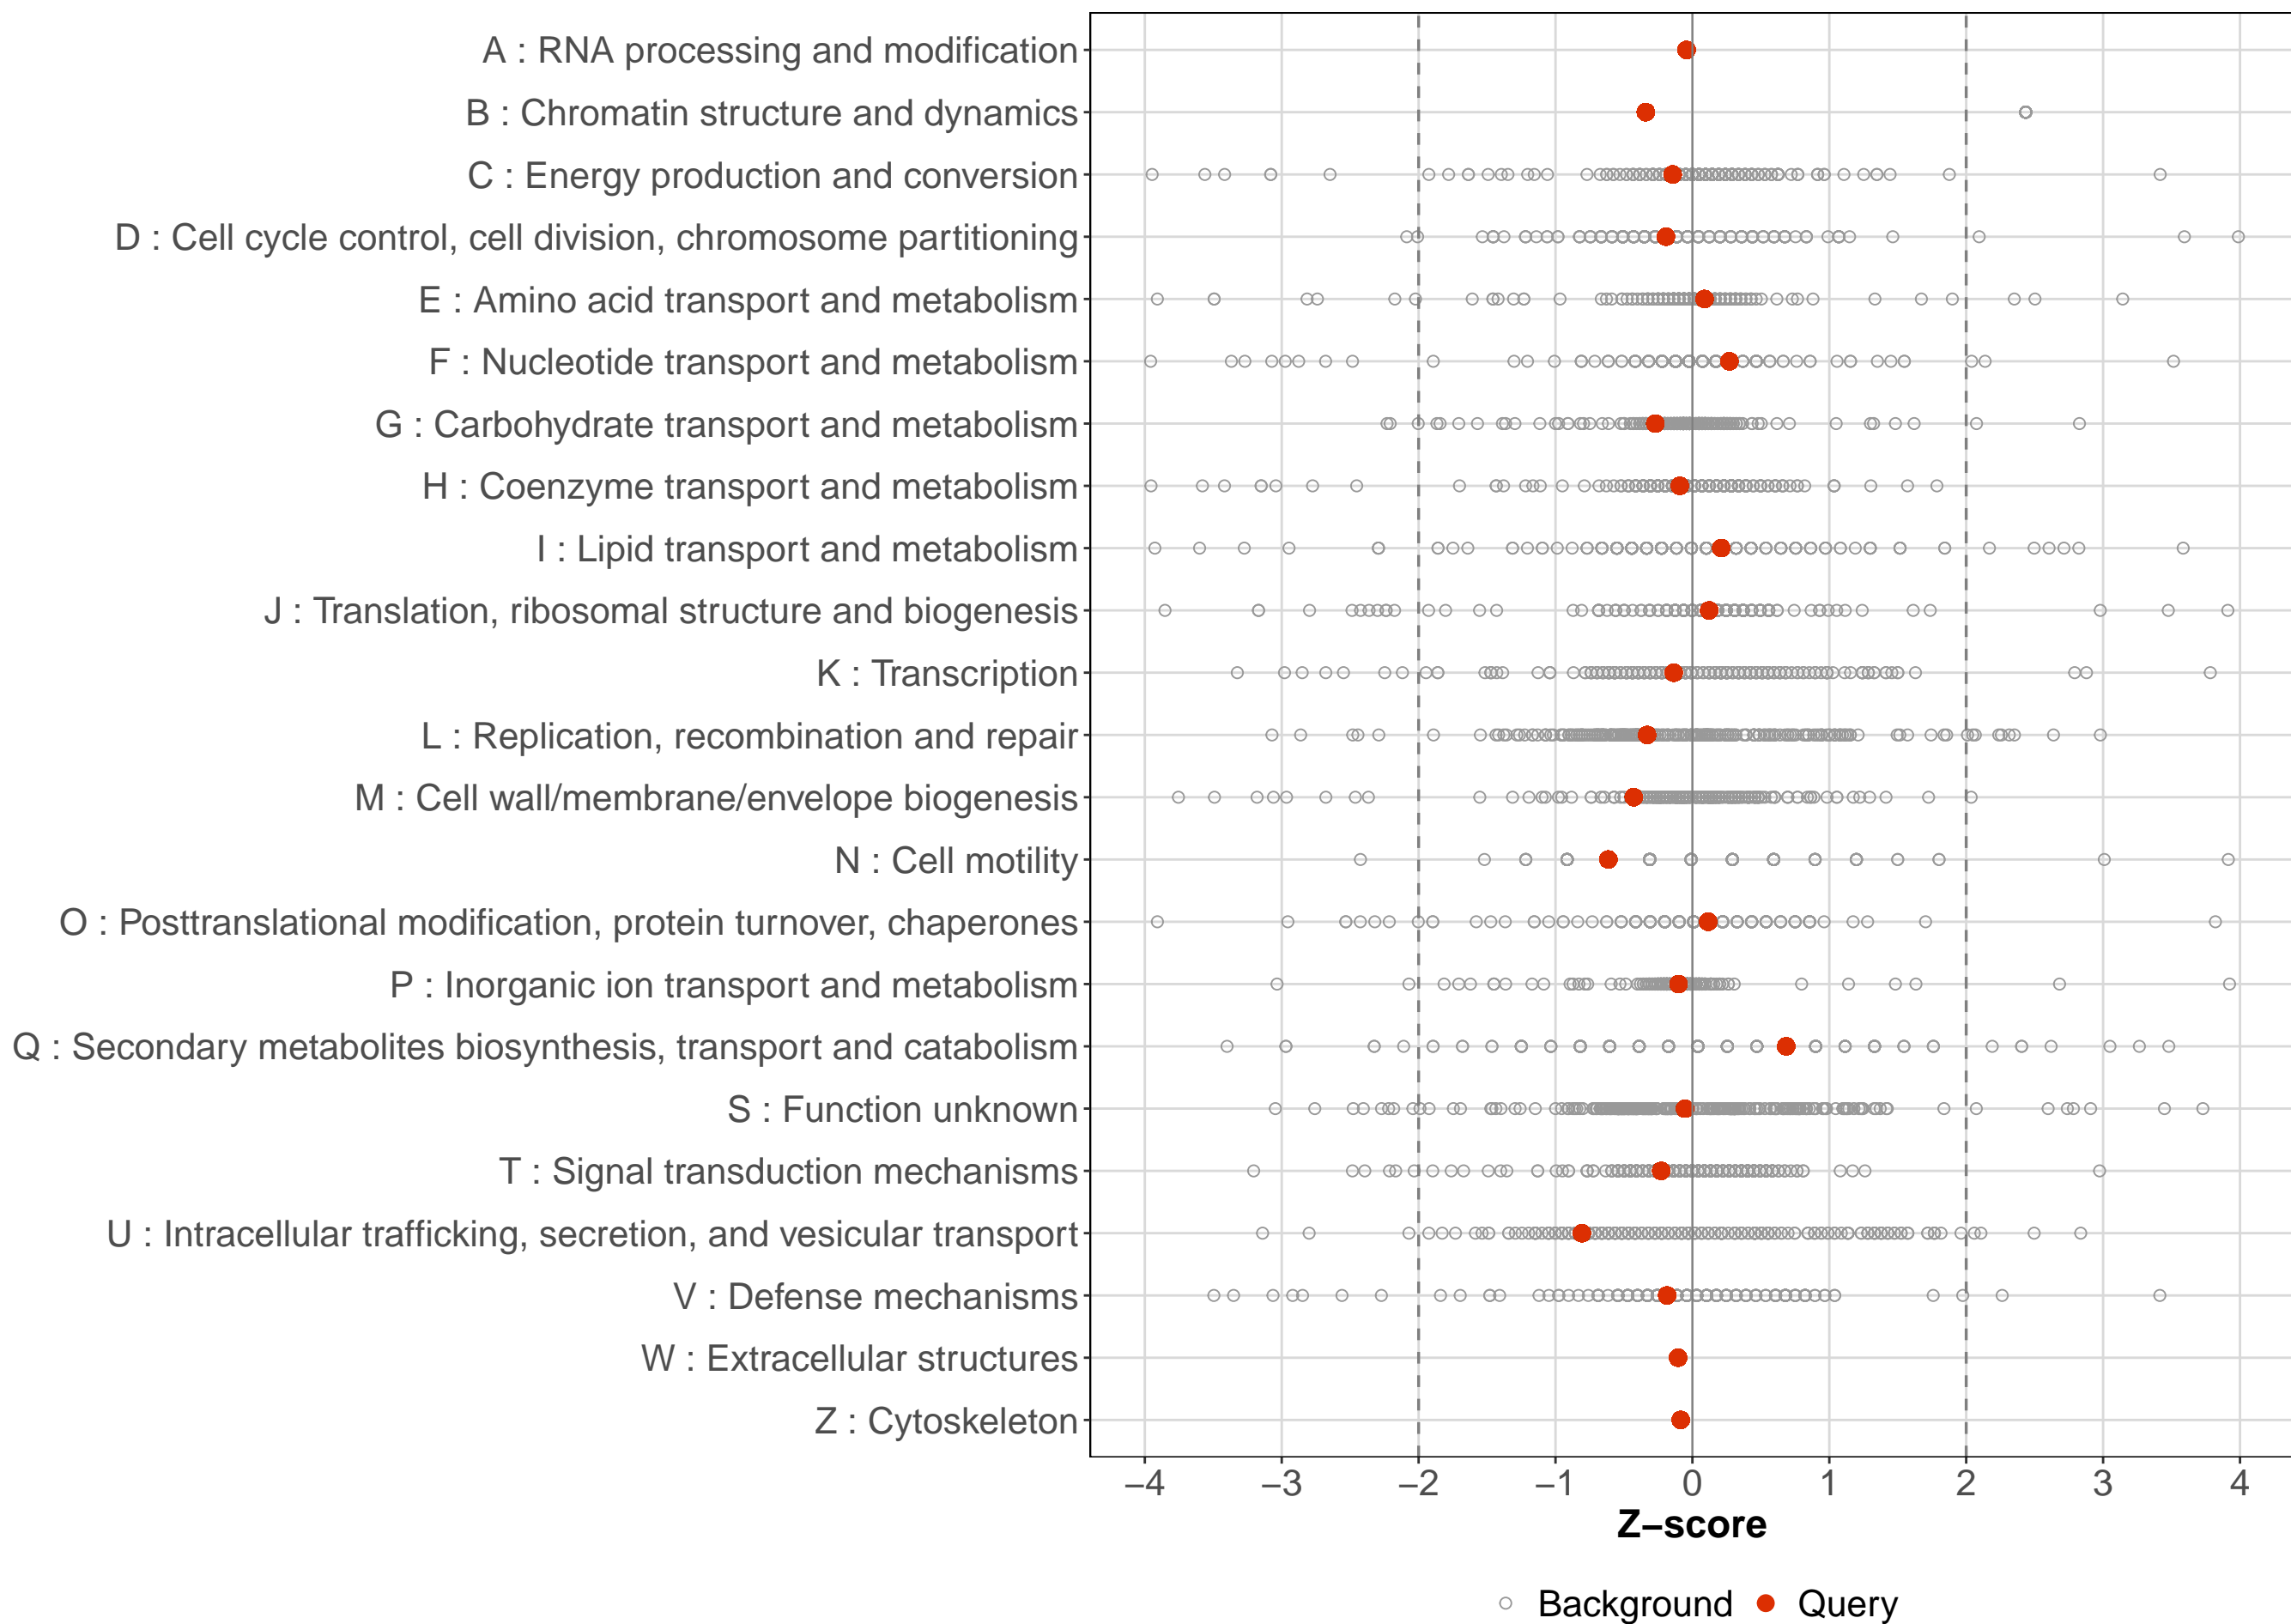 A : RNA processing and modification
B : Chromatin structure and dynamics
C : Energy production and conversion
D : Cell cycle control, cell division, chromosome partitioning
E : Amino acid transport and metabolism
F : Nucleotide transport and metabolism
G : Carbohydrate transport and metabolism
H : Coenzyme transport and metabolism
I : Lipid transport and metabolism
J : Translation, ribosomal structure and biogenesis
K : Transcription
L : Replication, recombination and repair
M : Cell wall/membrane/envelope biogenesis
N : Cell motility
O : Posttranslational modification, protein turnover, chaperones
P : Inorganic ion transport and metabolism
Q : Secondary metabolites biosynthesis, transport and catabolism
S : Function unknown
T : Signal transduction mechanisms
U : Intracellular trafficking, secretion, and vesicular transport
V : Defense mechanisms
W : Extracellular structures
Z : Cytoskeleton
−4 −3 −2 −1 0 1 2 3 4
Z−score
Background Query